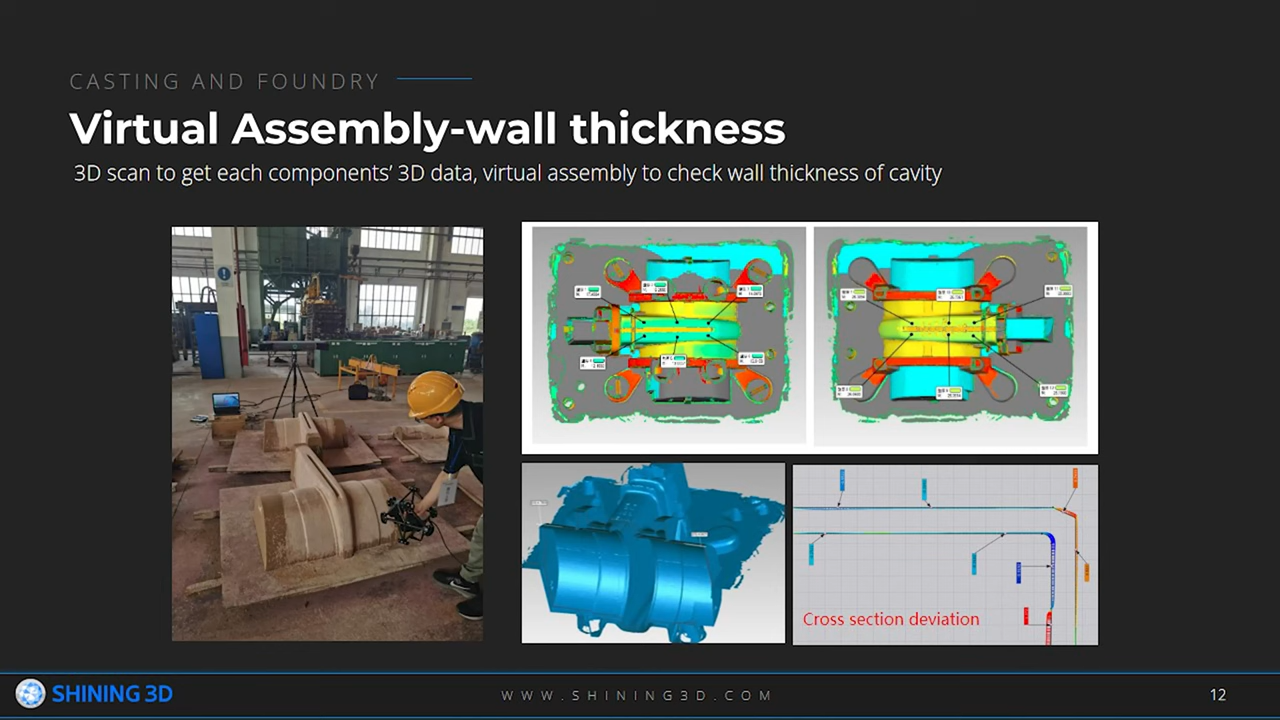 CASTING AND FOUNDRY
Virtual Assembly-wall thickness
3D scan to get each components' 3D data, virtual assembly to check wall thickness of cavity
Cross section deviation
SHINING 3D
WWW.SHINING3D.COM
12